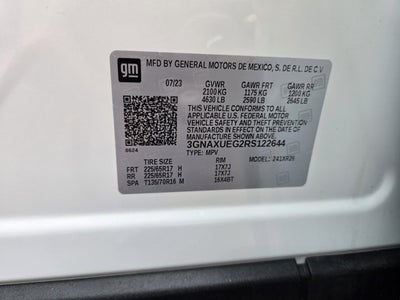 gm
MFD BY GENERAL MOTORS DE MEXICO, S. DE R.L. DE C.V
07/23 GVWR GAWR FRT GAWR RR
2100 KG 1175 KG 1200 KG
4630 LB 2590 LB 2645 LB
THIS VEHICLE CONFORMS TO ALL
APPLICABLE U.S. FEDERAL MOTOR
VEHICLE SAFETY AND THEFT PREVENTION
STANDARDS IN EFFECT ON THE DATE OF
MANUFACTURE SHOWN ABOVE.
3GNAXUEG2RS122644
TYPE: MPV MODEL: 241XR26
RIM
FRT 225/65R17 H 17X7J
RR 225/65R17 H 17X7J
SPA T135/70R16 M 16X4BT